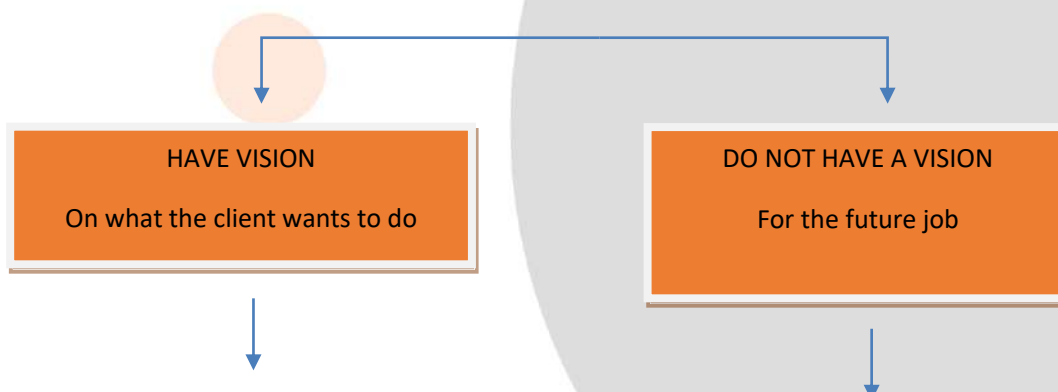 HAVE VISION
On what the client wants to do
DO NOT HAVE A VISION
For the future job